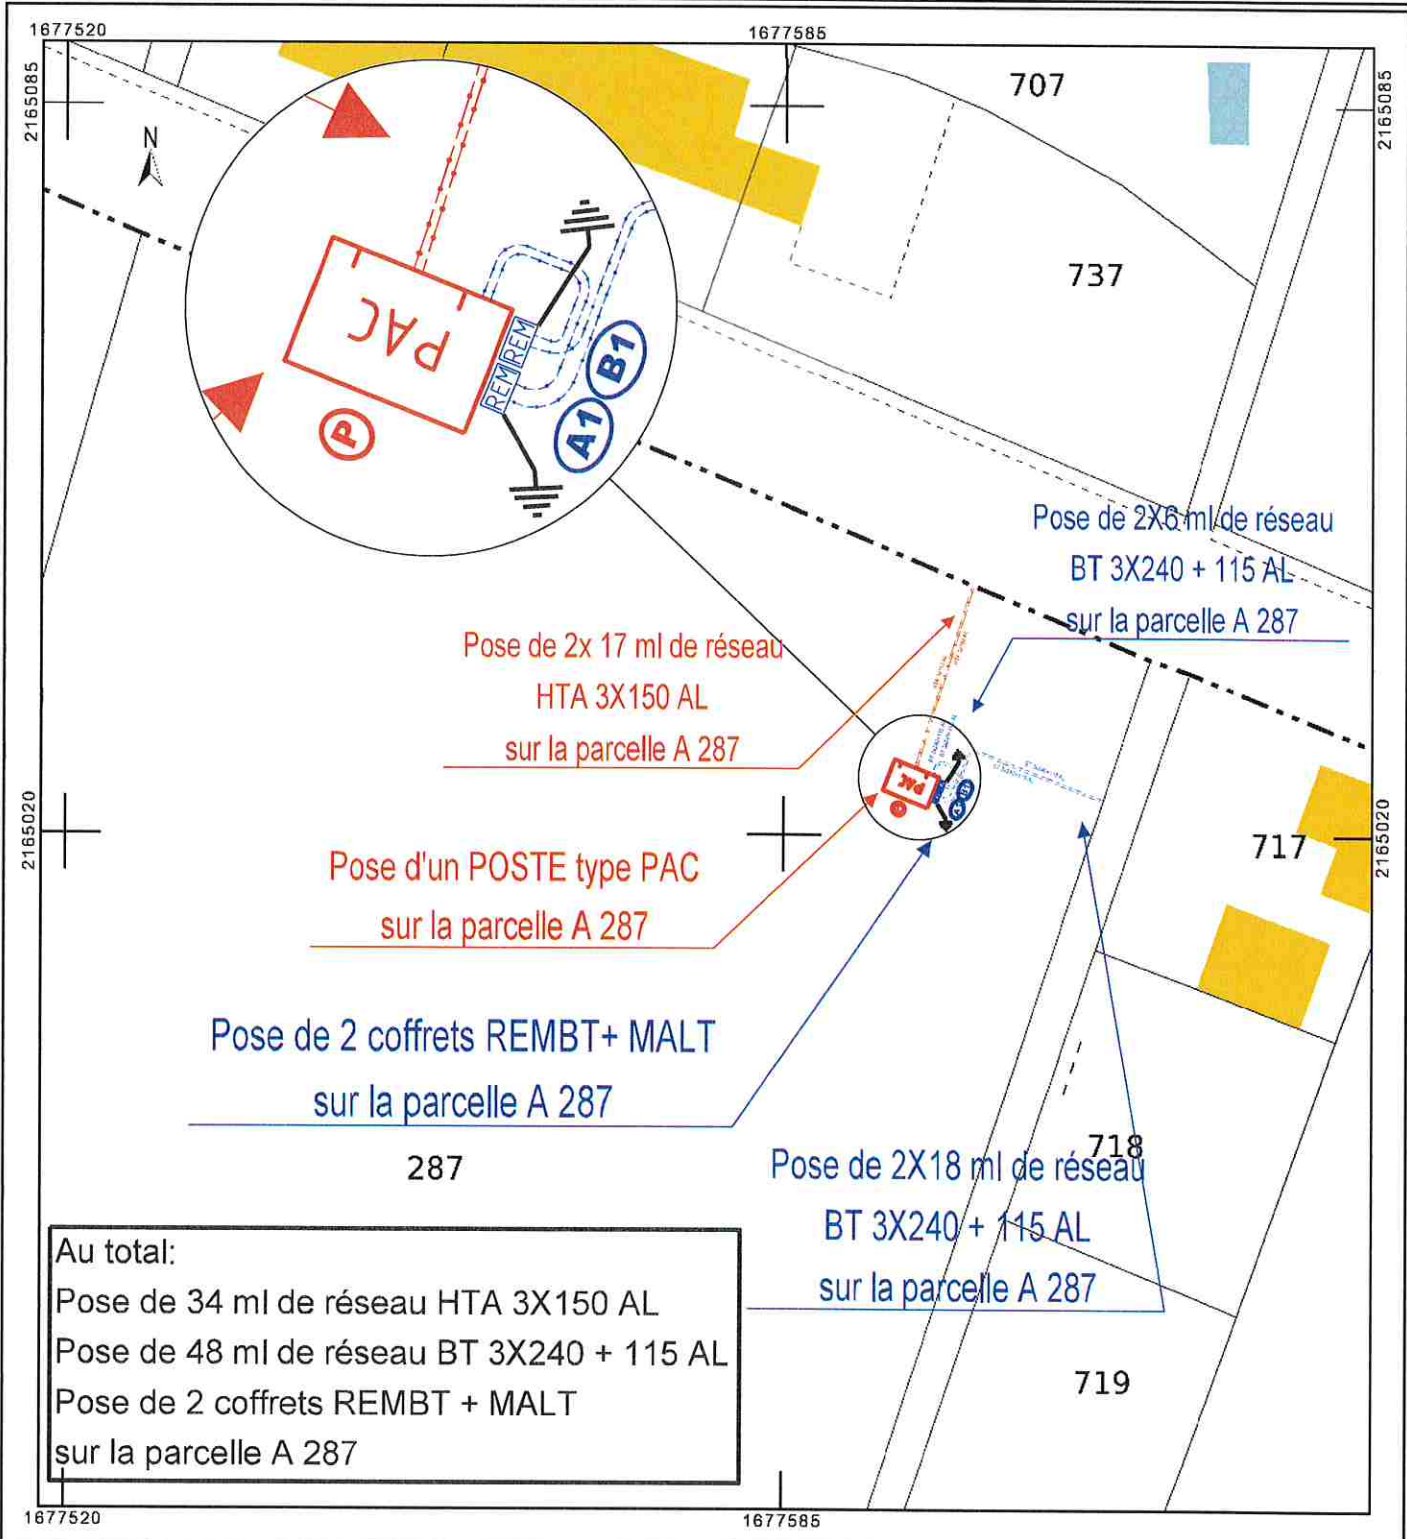 1677520
1677585
2165085
2165085
N
707
737
PAC
REM
REM
P
A1
B1
Pose de 2X6 ml de réseau
BT 3X240 + 115 AL
sur la parcelle A 287
Pose de 2x 17 ml de réseau
HTA 3X150 AL
sur la parcelle A 287
PAC
2165020
2165020
717
Pose d'un POSTE type PAC
sur la parcelle A 287
Pose de 2 coffrets REMBT+ MALT
sur la parcelle A 287
287
718
Pose de 2X18 ml de réseau
BT 3X240 + 115 AL
sur la parcelle A 287
Au total:
Pose de 34 ml de réseau HTA 3X150 AL
Pose de 48 ml de réseau BT 3X240 + 115 AL
Pose de 2 coffrets REMBT + MALT
sur la parcelle A 287
719
1677520
1677585